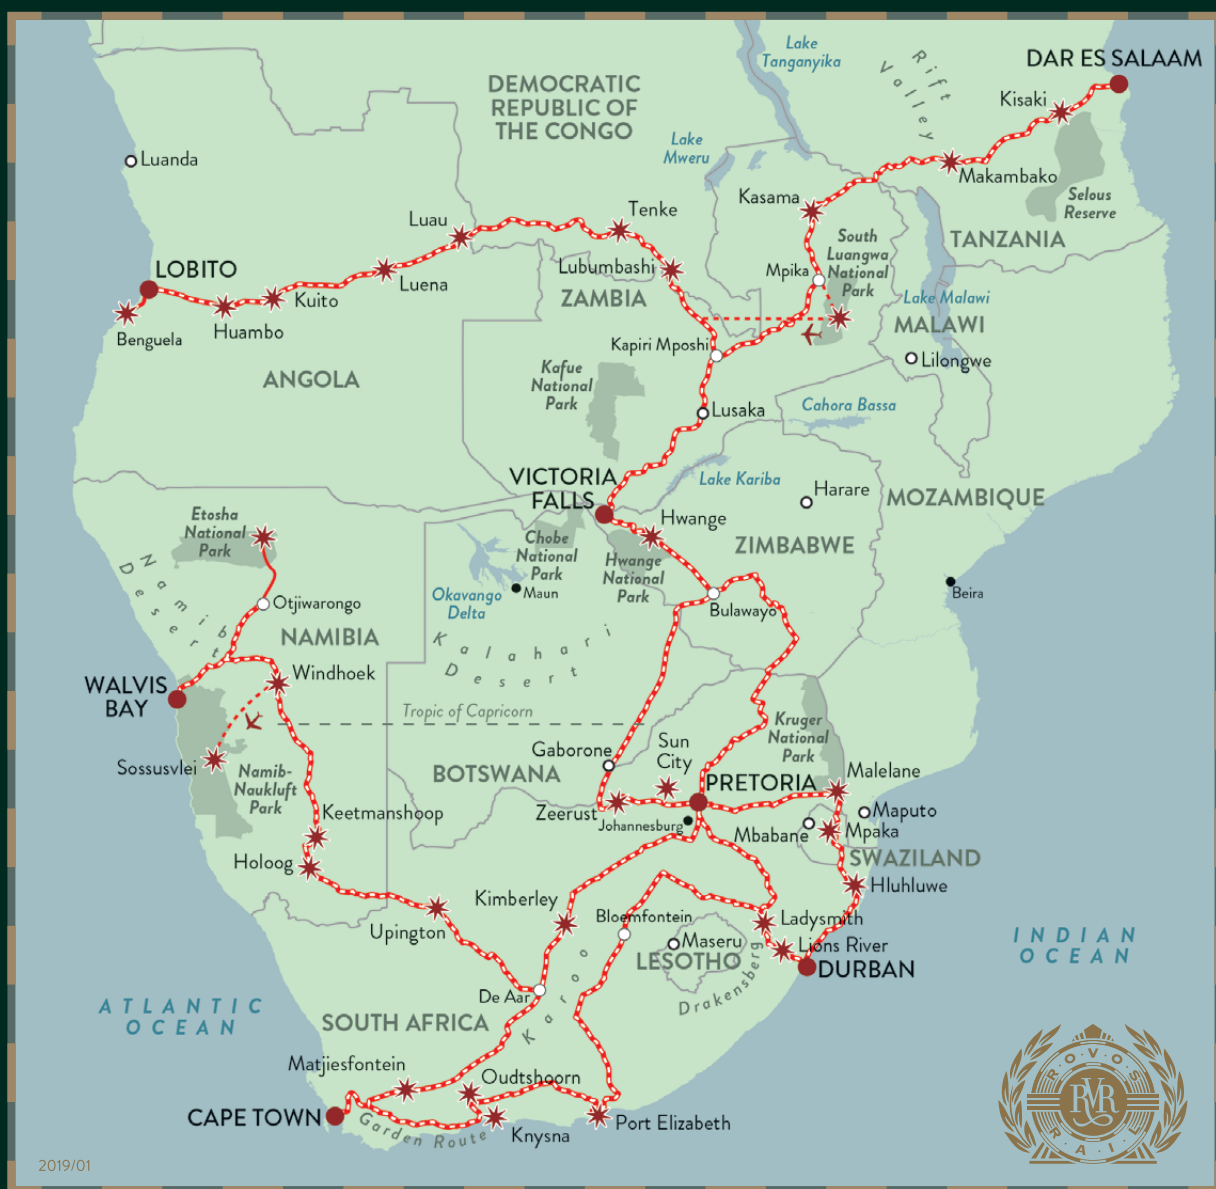 DAR ES SALAAM
Lake
Tanganyika
Rift
Valley
DEMOCRATIC
REPUBLIC OF
THE CONGO
Kisaki
Lake
Mweru
Luanda
Makambako
Selous
Reserve
Kasama
Tenke
Luau
TANZANIA
South
Luangwa
National
Park
Mpika
Lubumbashi
LOBITO
Luena
ZAMBIA
Kuito
Lake Malawi
MALAWI
Huambo
Benguela
Kapiri Mposhi
Lilongwe
Kafue
National
Park
ANGOLA
Lusaka
Cahora Bassa
VICTORIA
FALLS
Lake Kariba
Harare
MOZAMBIQUE
Etosha
National
Park
Hwange
Chobe
National
Park
ZIMBABWE
Hwange
National
Park
Namib
Desert
Okavango
Delta
Maun
Beira
Otjiwarongo
Bulawayo
NAMIBIA
Kalahari
Desert
Windhoek
WALVIS
BAY
Tropic of Capricorn
Kruger
National
Park
Gaborone
Sun
City
Sossusvlei
Namib-
Naukluft
Park
BOTSWANA
PRETORIA
Malelane
Keetmanshoop
Zeerust
Johannesburg
Maputo
Mbabane
Mpaka
SWAZILAND
Holoog
Hluhluwe
Kimberley
Bloemfontein
Ladysmith
Upington
Maseru
Lions River
LESOTHO
DURBAN
Drakensberg
INDIAN
OCEAN
De Aar
Karoo
ATLANTIC
OCEAN
SOUTH AFRICA
Matjiesfontein
Oudtshoorn
CAPE TOWN
Garden Route
Knysna
Port Elizabeth
ROVOS
RVR
RAIL
2019/01